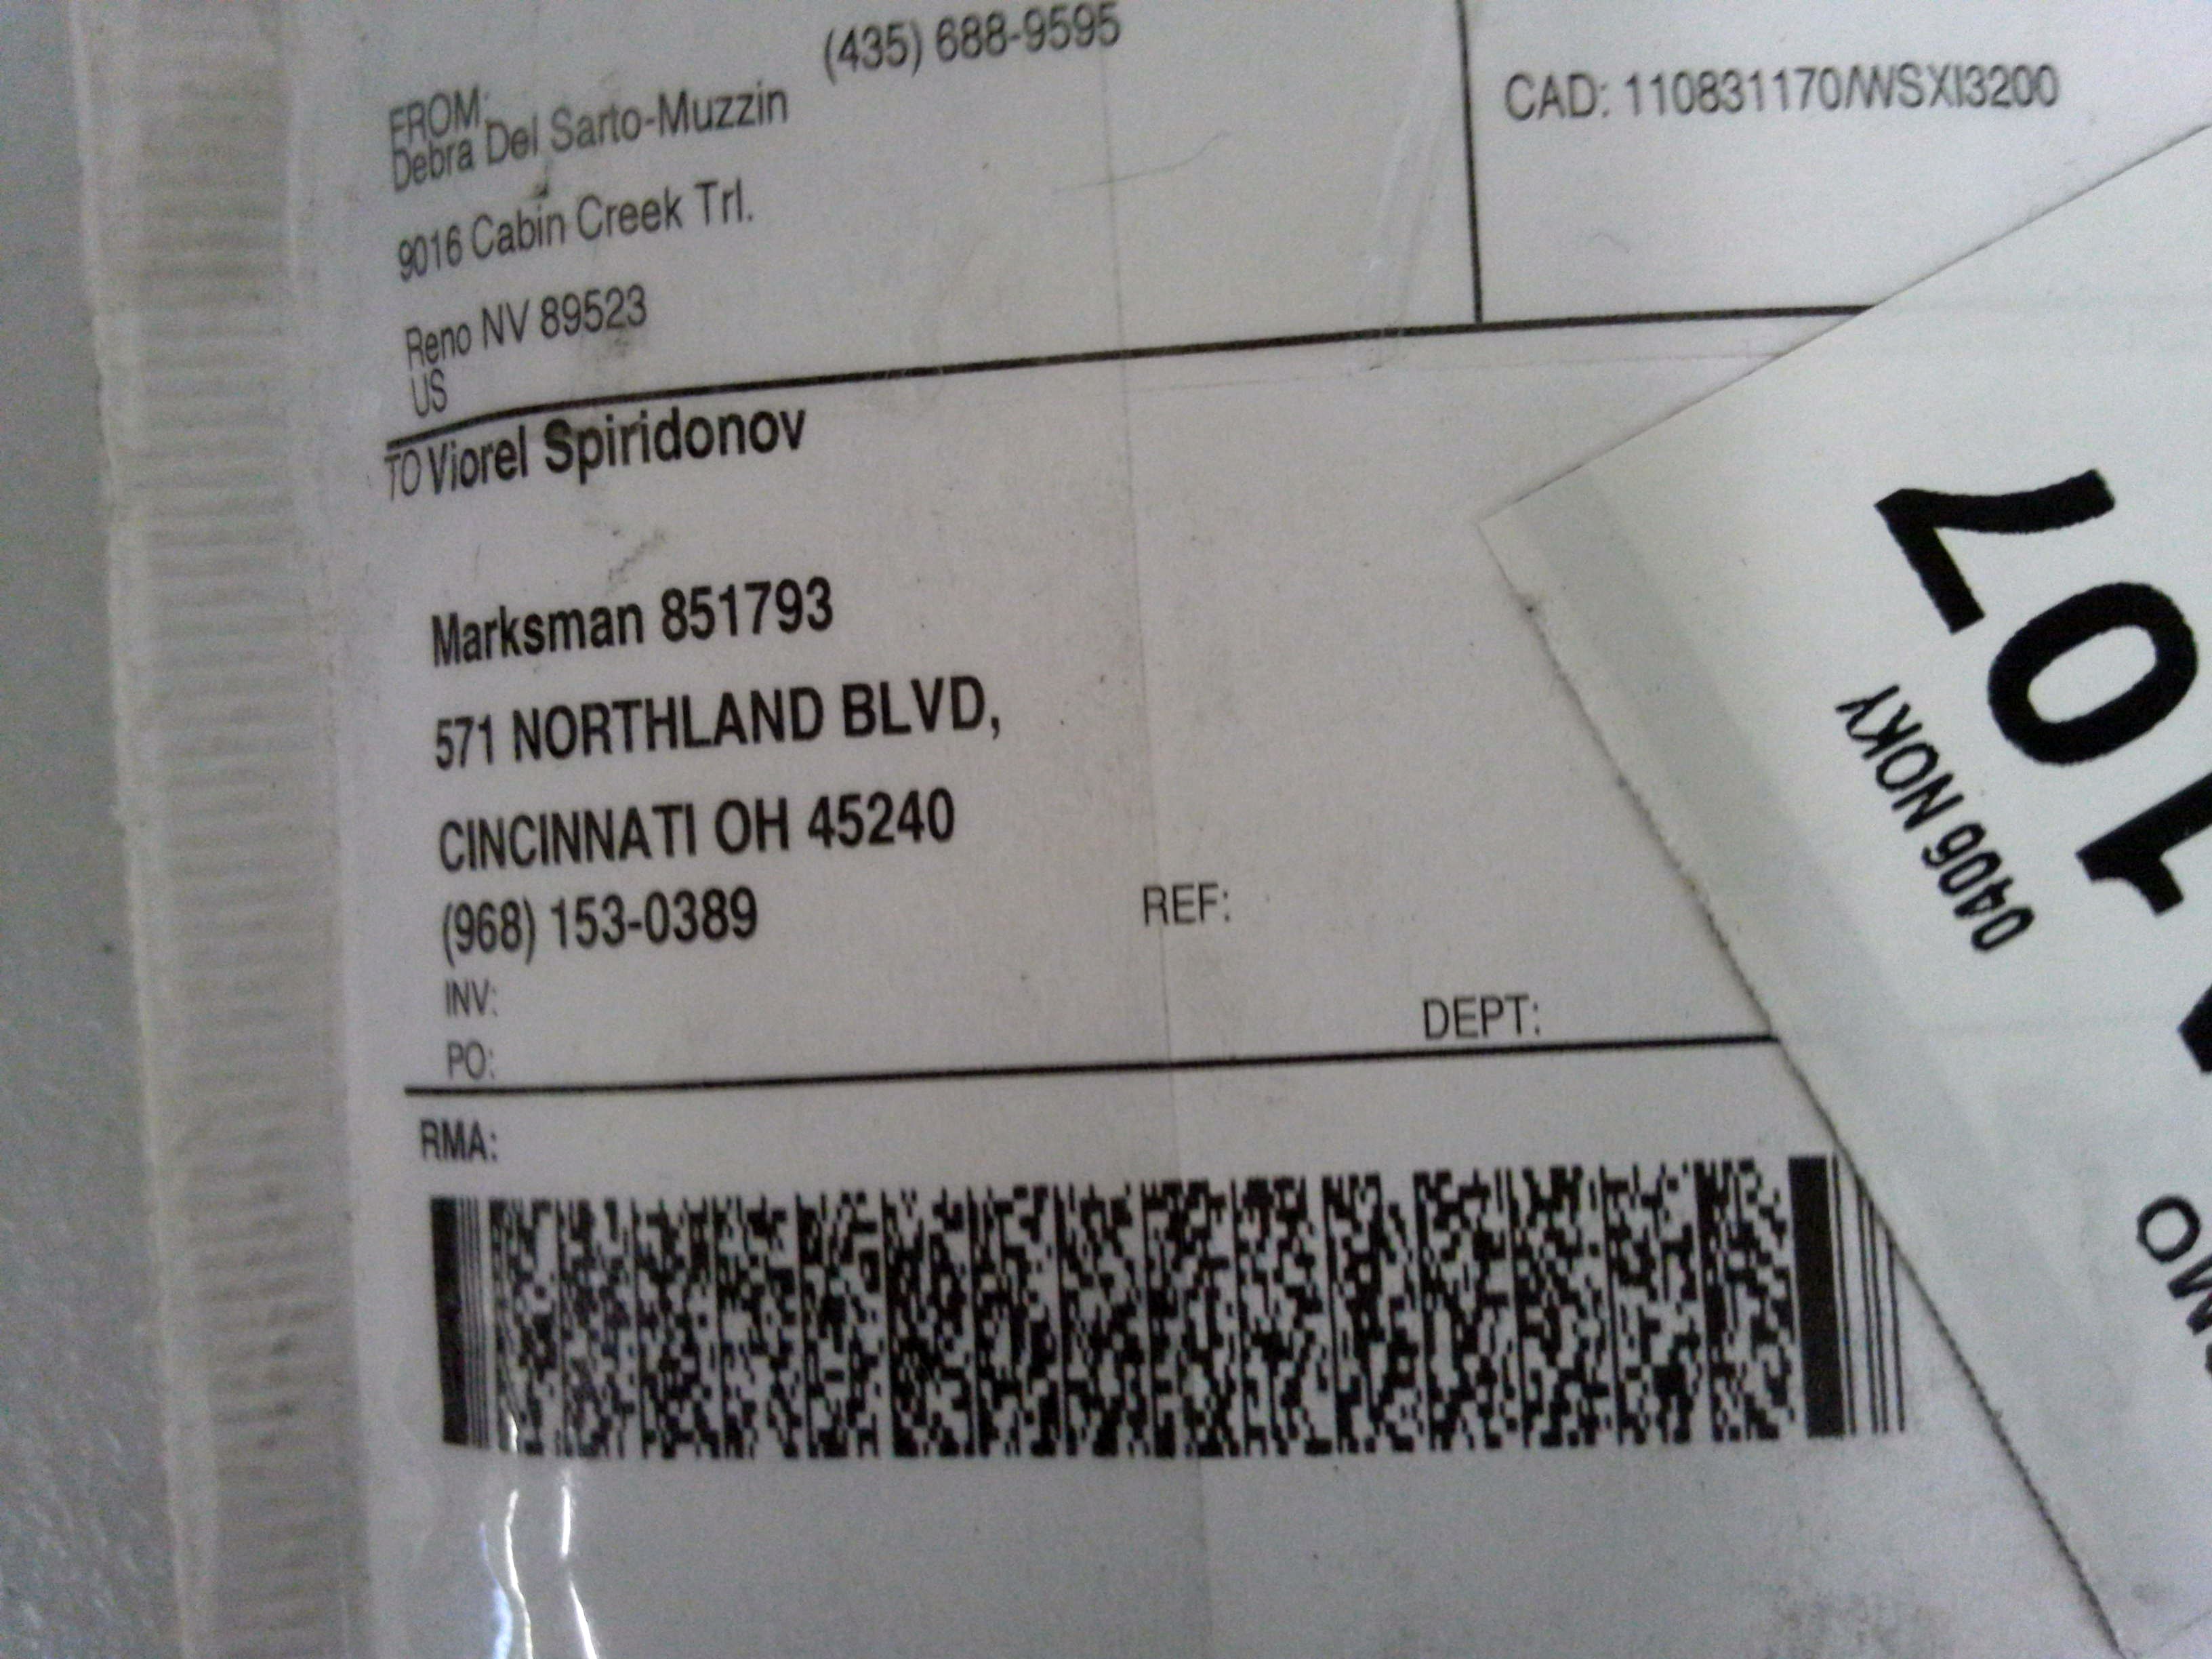 (435) 688-9595
FROM:
Debra Del Sarto-Muzzin
9016 Cabin Creek Trl.
Reno NV 89523
US
CAD: 110831170/WSXI3200
TO Viorel Spiridonov
Marksman 851793
571 NORTHLAND BLVD,
CINCINNATI OH 45240
(968) 153-0389
REF:
INV:
PO:
DEPT:
RMA:
107
0406 NOKY